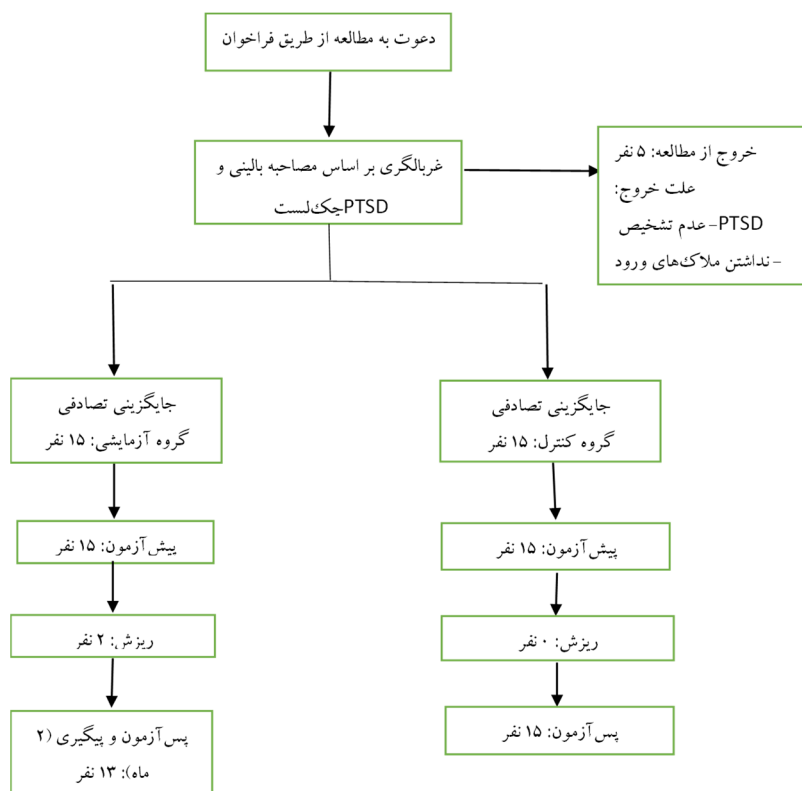 دعوت به مطالعه از طریق فراخوان
غربالگری بر اساس مصاحبه بالینی و
چک‌لیست PTSD
خروج از مطالعه: ۵ نفر
علت خروج:
- عدم تشخیص PTSD
- نداشتن ملاک‌های ورود
جایگزینی تصادفی
گروه کنترل: ۱۵ نفر
جایگزینی تصادفی
گروه آزمایشی: ۱۵ نفر
پیش‌آزمون: ۱۵ نفر
پیش‌آزمون: ۱۵ نفر
ریزش: ۰ نفر
ریزش: ۲ نفر
پس‌آزمون: ۱۵ نفر
پس‌آزمون و پیگیری (۲
ماه): ۱۳ نفر